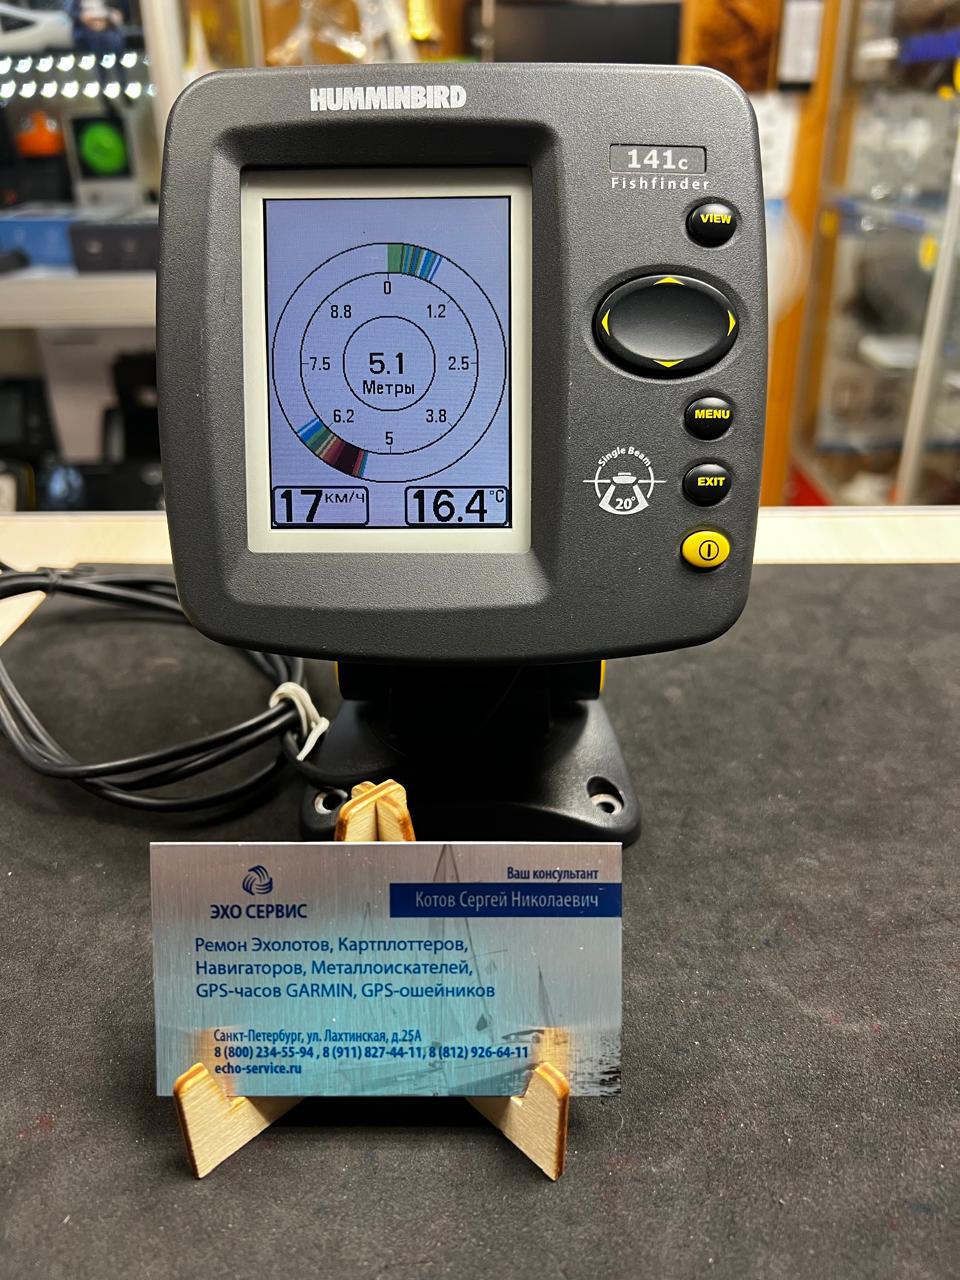 HUMMINBIRD
141c
Fishfinder
VIEW
0
8.8
1.2
7.5
5.1
2.5
Метры
6.2
3.8
5
17 КМ/Ч
16.4°C
MENU
Single Beam
20°
EXIT
ЭХО СЕРВИС
Ваш консультант
Котов Сергей Николаевич
Ремон Эхолотов, Картплоттеров,
Навигаторов, Металлоискателей,
GPS-часов GARMIN, GPS-ошейников
Санкт-Петербург, ул. Лахтинская, д.25А
8 (800) 234-55-94 , 8 (911) 827-44-11, 8 (812) 926-64-11
echo-service.ru